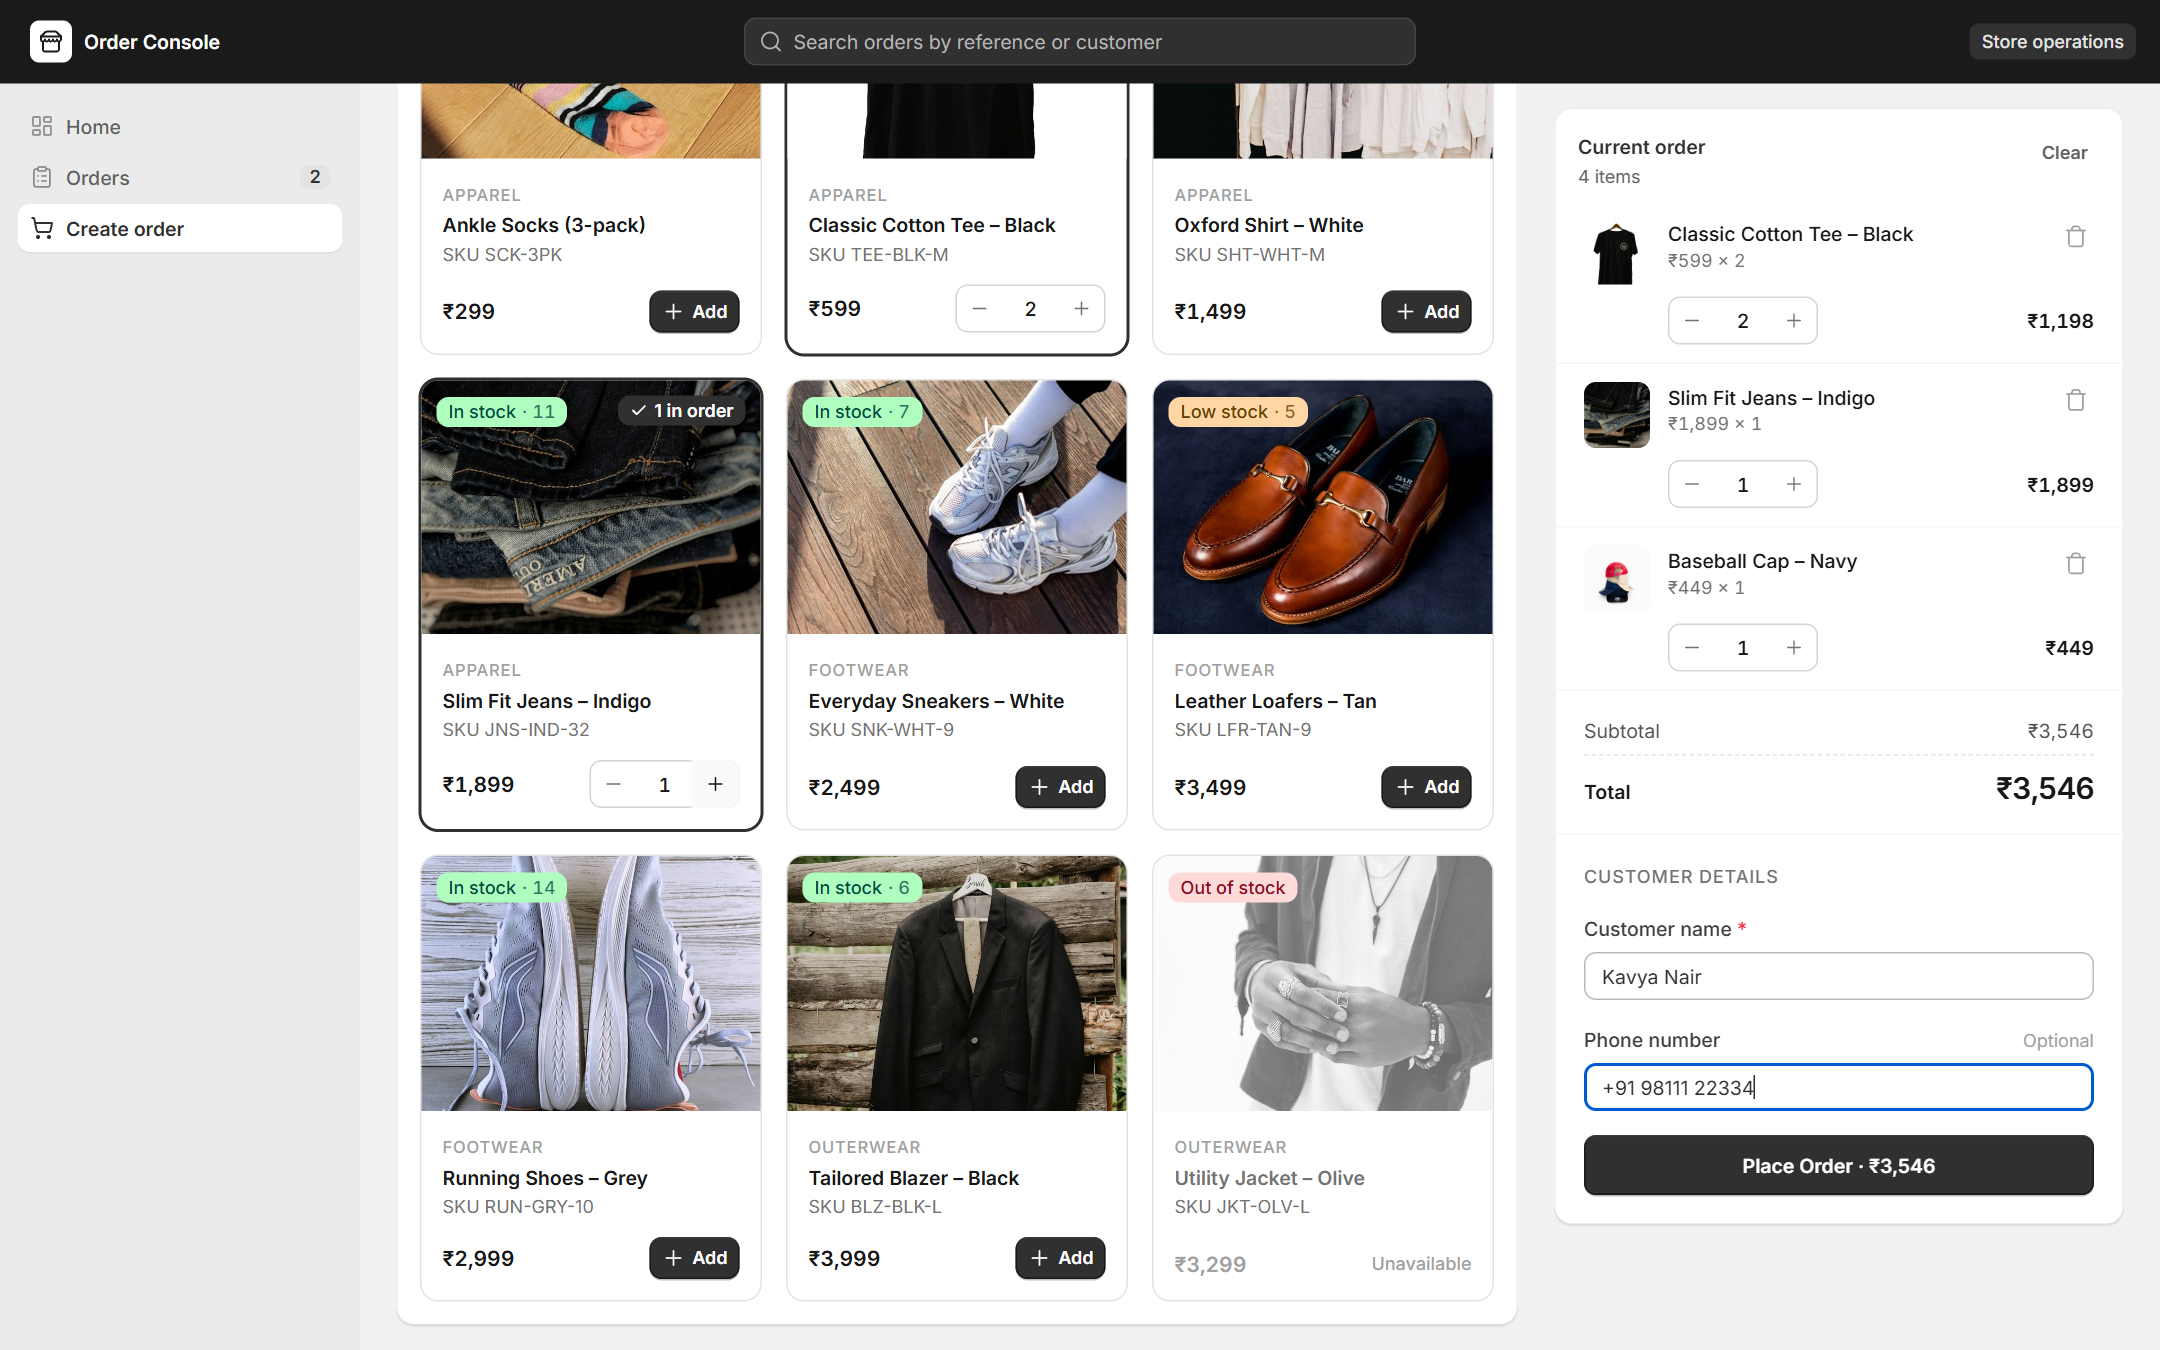 Order Console
Search orders by reference or customer
Store operations
Home
Orders 2
Create order
APPAREL
Ankle Socks (3-pack)
SKU SCK-3PK
₹299
Add
APPAREL
Classic Cotton Tee – Black
SKU TEE-BLK-M
₹599
2
APPAREL
Oxford Shirt – White
SKU SHT-WHT-M
₹1,499
Add
In stock · 11
1 in order
AMERI
OU
APPAREL
Slim Fit Jeans – Indigo
SKU JNS-IND-32
₹1,899
1
In stock · 7
FOOTWEAR
Everyday Sneakers – White
SKU SNK-WHT-9
₹2,499
Add
Low stock · 5
FOOTWEAR
Leather Loafers – Tan
SKU LFR-TAN-9
₹3,499
Add
In stock · 14
FOOTWEAR
Running Shoes – Grey
SKU RUN-GRY-10
₹2,999
Add
In stock · 6
OUTERWEAR
Tailored Blazer – Black
SKU BLZ-BLK-L
₹3,999
Add
Out of stock
OUTERWEAR
Utility Jacket – Olive
SKU JKT-OLV-L
₹3,299
Unavailable
Current order
Clear
4 items
Classic Cotton Tee – Black
₹599 × 2
2
₹1,198
Slim Fit Jeans – Indigo
₹1,899 × 1
1
₹1,899
Baseball Cap – Navy
₹449 × 1
1
₹449
Subtotal
₹3,546
Total
₹3,546
CUSTOMER DETAILS
Customer name *
Kavya Nair
Phone number
Optional
+91 98111 22334
Place Order · ₹3,546